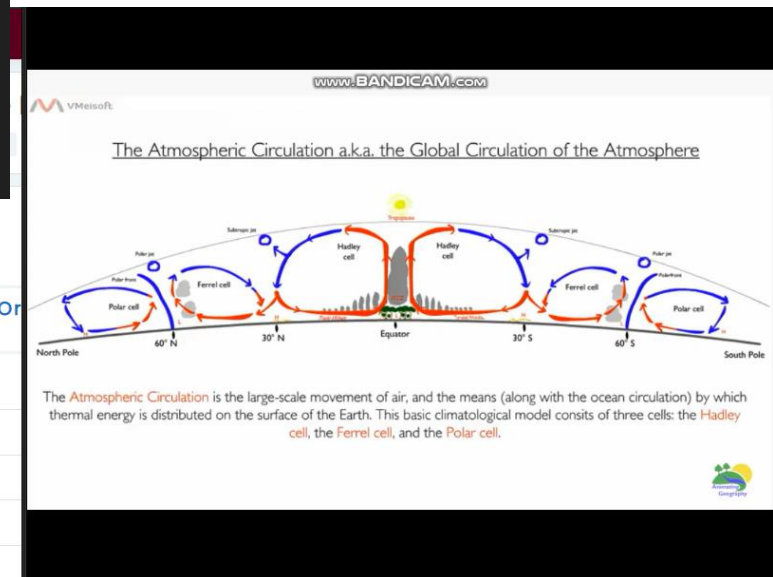 www.BANDICAM.com
VMeisoft
The Atmospheric Circulation a.k.a. the Global Circulation of the Atmosphere
Tropopause
Subtropic jet
Subtropic jet
Hadley
cell
Hadley
cell
Polar jet
Polar jet
Polar front
Polarfront
Ferrel cell
Ferrel cell
Polar cell
Polar cell
H
H
L
H
H
North Pole
60° N
30° N
Equator
30° S
60° S
South Pole
The Atmospheric Circulation is the large-scale movement of air, and the means (along with the ocean circulation) by which
thermal energy is distributed on the surface of the Earth. This basic climatological model consits of three cells: the Hadley
cell, the Ferrel cell, and the Polar cell.
Animating
Geography
or